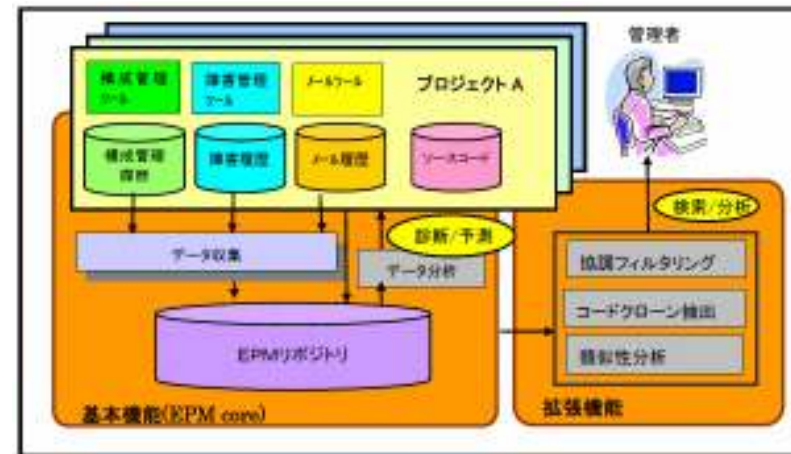 管理者
構成管理
ツール
障害管理
ツール
メールツール
プロジェクト A
構成管理
履歴
障害履歴
メール履歴
ソースコード
検索/分析
診断/予測
データ収集
データ分析
協調フィルタリング
コードクローン抽出
類似性分析
EPMリポジトリ
基本機能(EPM core)
拡張機能